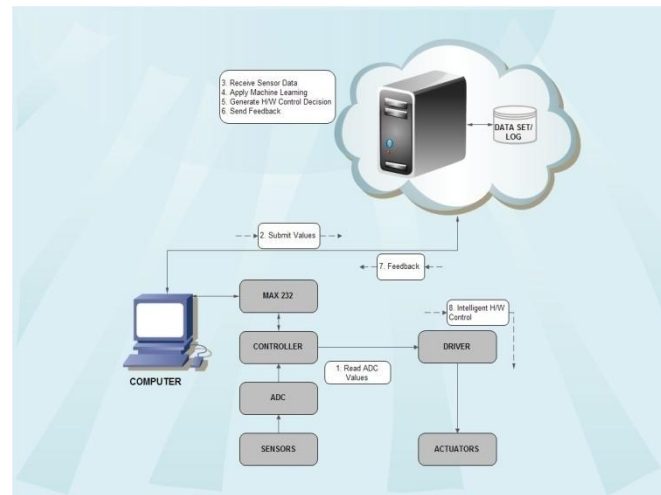 3. Receive Sensor Data
4. Apply Machine Learning
5. Generate H/W Control Decision
6. Send Feedback
DATA SET/
LOG
2. Submit Values
7. Feedback
MAX 232
8. Intelligent H/W
Control
CONTROLLER
DRIVER
1. Read ADC
Values
COMPUTER
ADC
SENSORS
ACTUATORS